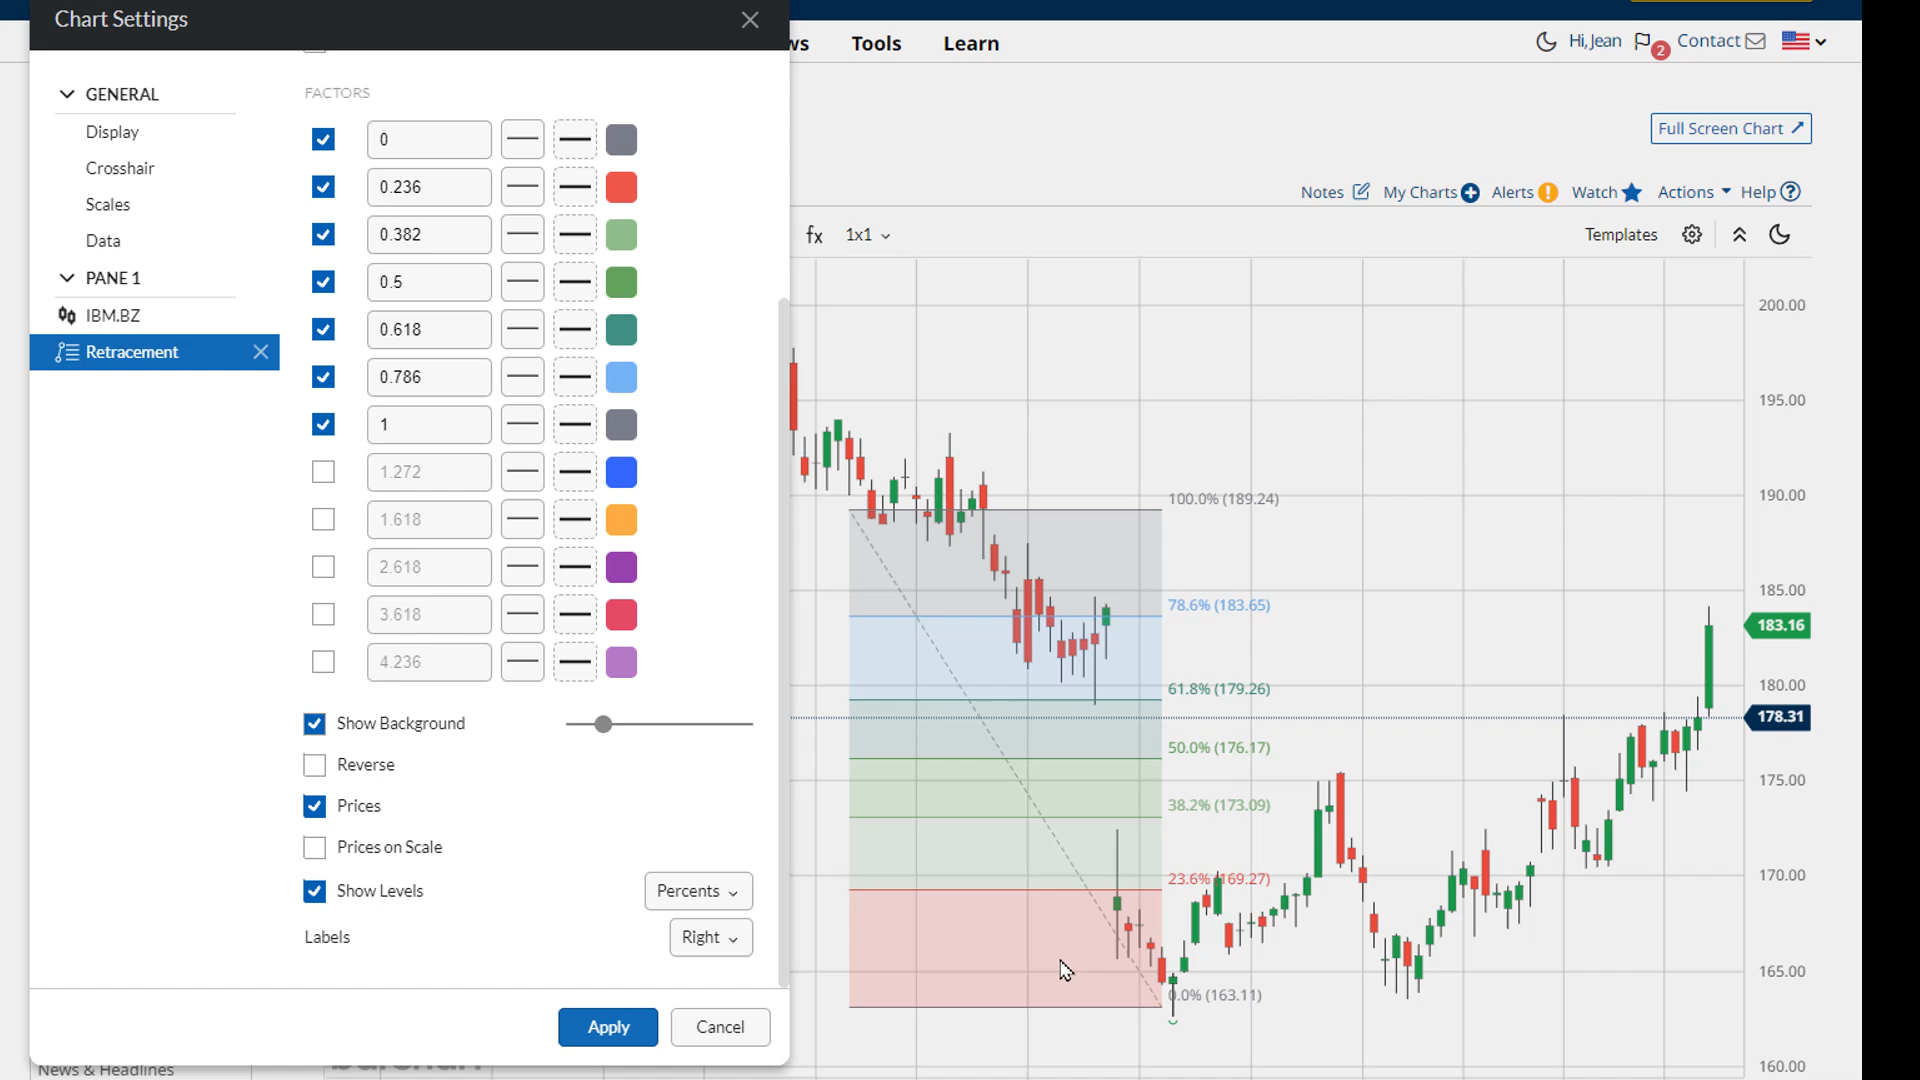 Chart Settings
ws
Tools
Learn
Hi, Jean
2
Contact
GENERAL
Display
Crosshair
Scales
Data
PANE 1
IBM.BZ
Retracement
FACTORS
0
0.236
0.382
0.5
0.618
0.786
1
1.272
1.618
2.618
3.618
4.236
Show Background
Reverse
Prices
Prices on Scale
Show Levels
Percents
Labels
Right
Apply
Cancel
News & Headlines
Full Screen Chart
Notes
My Charts
Alerts
Watch
Actions
Help
fx
1x1
Templates
200.00
195.00
190.00
185.00
183.16
180.00
178.31
175.00
170.00
165.00
160.00
100.0% (189.24)
78.6% (183.65)
61.8% (179.26)
50.0% (176.17)
38.2% (173.09)
23.6% (169.27)
0.0% (163.11)